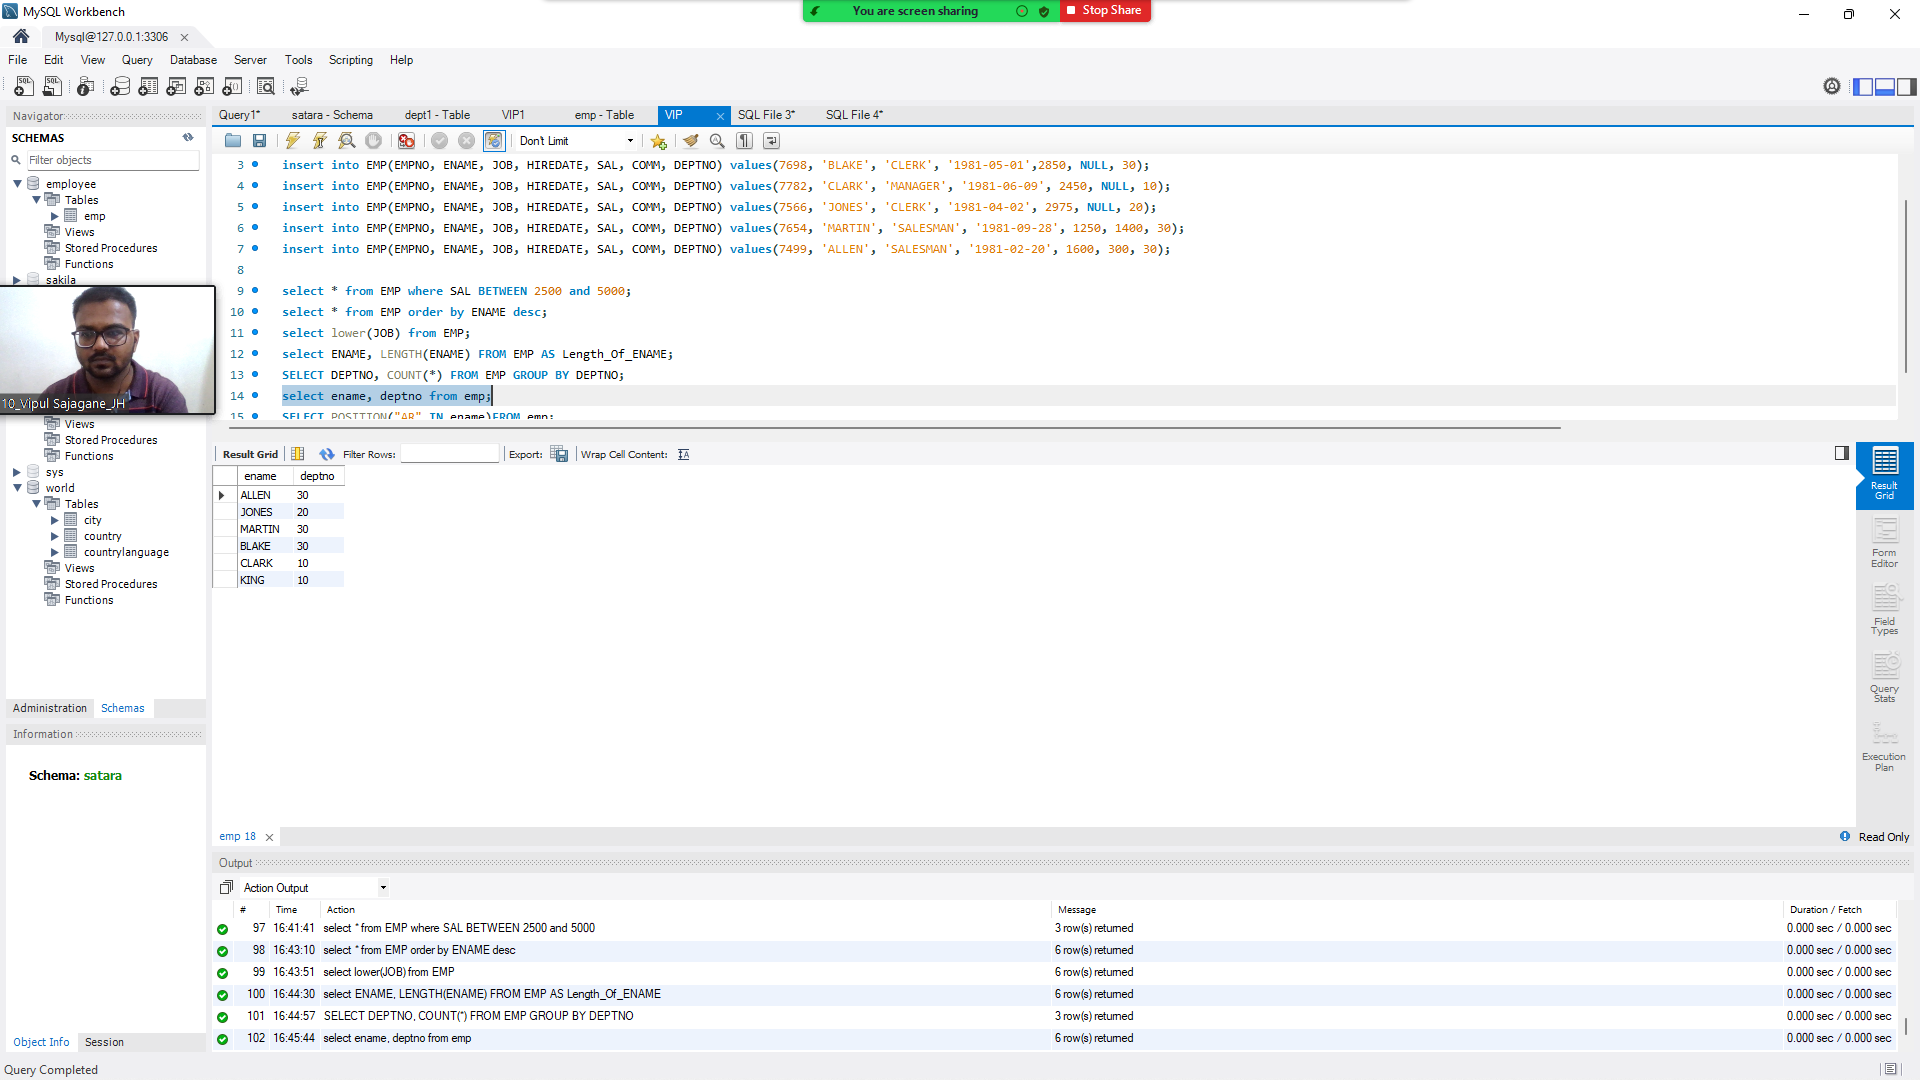 MySQL Workbench
You are screen sharing
Stop Share
Mysql@127.0.0.1:3306
File Edit View Query Database Server Tools Scripting Help
Navigator
SCHEMAS
Filter objects
employee
Tables
emp
Views
Stored Procedures
Functions
sakila
10_Vipul Sajagane_JH
Views
Stored Procedures
Functions
sys
world
Tables
city
country
countrylanguage
Views
Stored Procedures
Functions
Administration Schemas
Information
Schema: satara
Object Info Session
Query Completed
Query1* satara - Schema dept1 - Table VIP1 emp - Table VIP SQL File 3* SQL File 4*
Don't Limit
3 insert into EMP(EMPNO, ENAME, JOB, HIREDATE, SAL, COMM, DEPTNO) values(7698, 'BLAKE', 'CLERK', '1981-05-01',2850, NULL, 30);
4 insert into EMP(EMPNO, ENAME, JOB, HIREDATE, SAL, COMM, DEPTNO) values(7782, 'CLARK', 'MANAGER', '1981-06-09', 2450, NULL, 10);
5 insert into EMP(EMPNO, ENAME, JOB, HIREDATE, SAL, COMM, DEPTNO) values(7566, 'JONES', 'CLERK', '1981-04-02', 2975, NULL, 20);
6 insert into EMP(EMPNO, ENAME, JOB, HIREDATE, SAL, COMM, DEPTNO) values(7654, 'MARTIN', 'SALESMAN', '1981-09-28', 1250, 1400, 30);
7 insert into EMP(EMPNO, ENAME, JOB, HIREDATE, SAL, COMM, DEPTNO) values(7499, 'ALLEN', 'SALESMAN', '1981-02-20', 1600, 300, 30);
8
9 select * from EMP where SAL BETWEEN 2500 and 5000;
10 select * from EMP order by ENAME desc;
11 select lower(JOB) from EMP;
12 select ENAME, LENGTH(ENAME) FROM EMP AS Length_Of_ENAME;
13 SELECT DEPTNO, COUNT(*) FROM EMP GROUP BY DEPTNO;
14 select ename, deptno from emp;
15 SELECT POSITION("AR" IN ename)FROM emp;
Result Grid Filter Rows: Export: Wrap Cell Content:
ename deptno
ALLEN 30
JONES 20
MARTIN 30
BLAKE 30
CLARK 10
KING 10
Result
Grid
Form
Editor
Field
Types
Query
Stats
Execution
Plan
emp 18
Read Only
Output
Action Output
# Time Action Message Duration / Fetch
97 16:41:41 select * from EMP where SAL BETWEEN 2500 and 5000 3 row(s) returned 0.000 sec / 0.000 sec
98 16:43:10 select * from EMP order by ENAME desc 6 row(s) returned 0.000 sec / 0.000 sec
99 16:43:51 select lower(JOB) from EMP 6 row(s) returned 0.000 sec / 0.000 sec
100 16:44:30 select ENAME, LENGTH(ENAME) FROM EMP AS Length_Of_ENAME 6 row(s) returned 0.000 sec / 0.000 sec
101 16:44:57 SELECT DEPTNO, COUNT(*) FROM EMP GROUP BY DEPTNO 3 row(s) returned 0.000 sec / 0.000 sec
102 16:45:44 select ename, deptno from emp 6 row(s) returned 0.000 sec / 0.000 sec